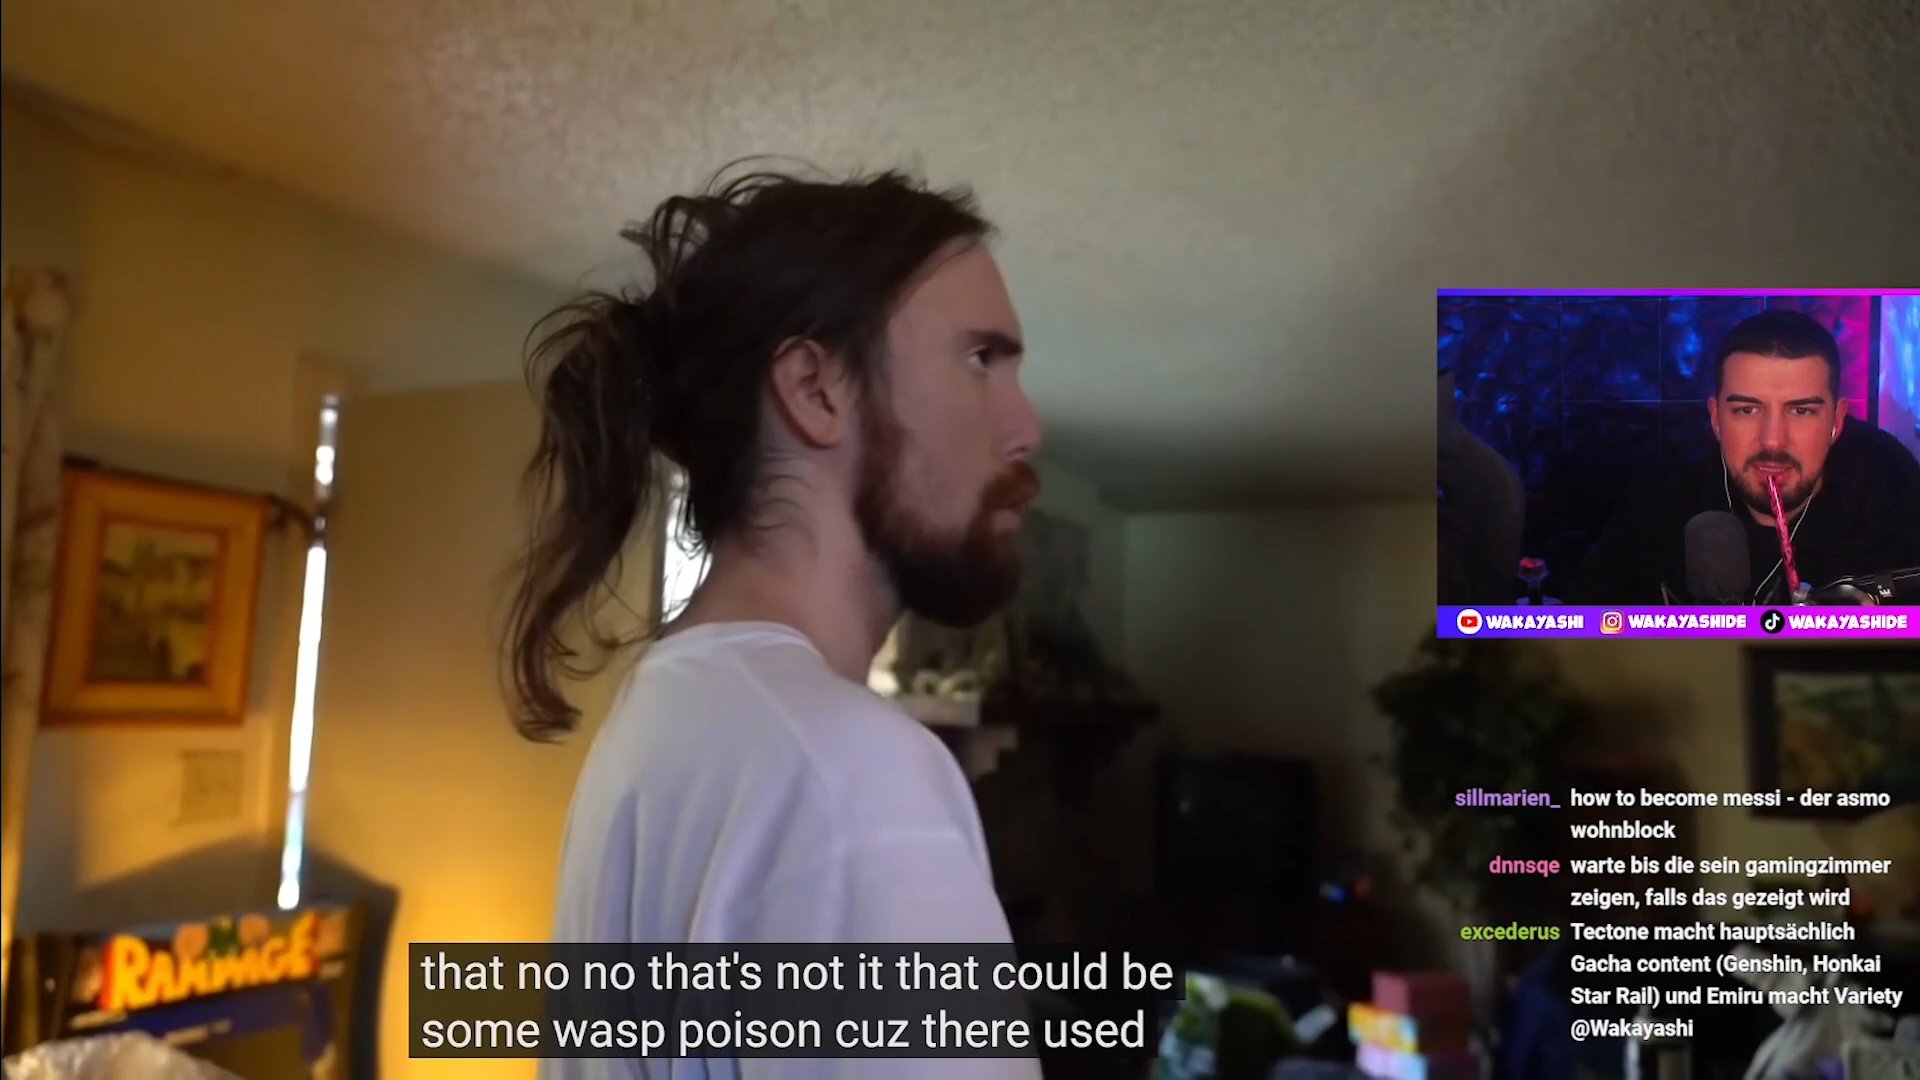 WAKAYASHI WAKAYASHIDE WAKAYASHIDE
sillmarien_ how to become messi - der asmo
wohnblock
dnnsqe warte bis die sein gamingzimmer
zeigen, falls das gezeigt wird
excederus Tectone macht hauptsächlich
Gacha content (Genshin, Honkai
Star Rail) und Emiru macht Variety
@Wakayashi
RAMPAGE
that no no that's not it that could be
some wasp poison cuz there used